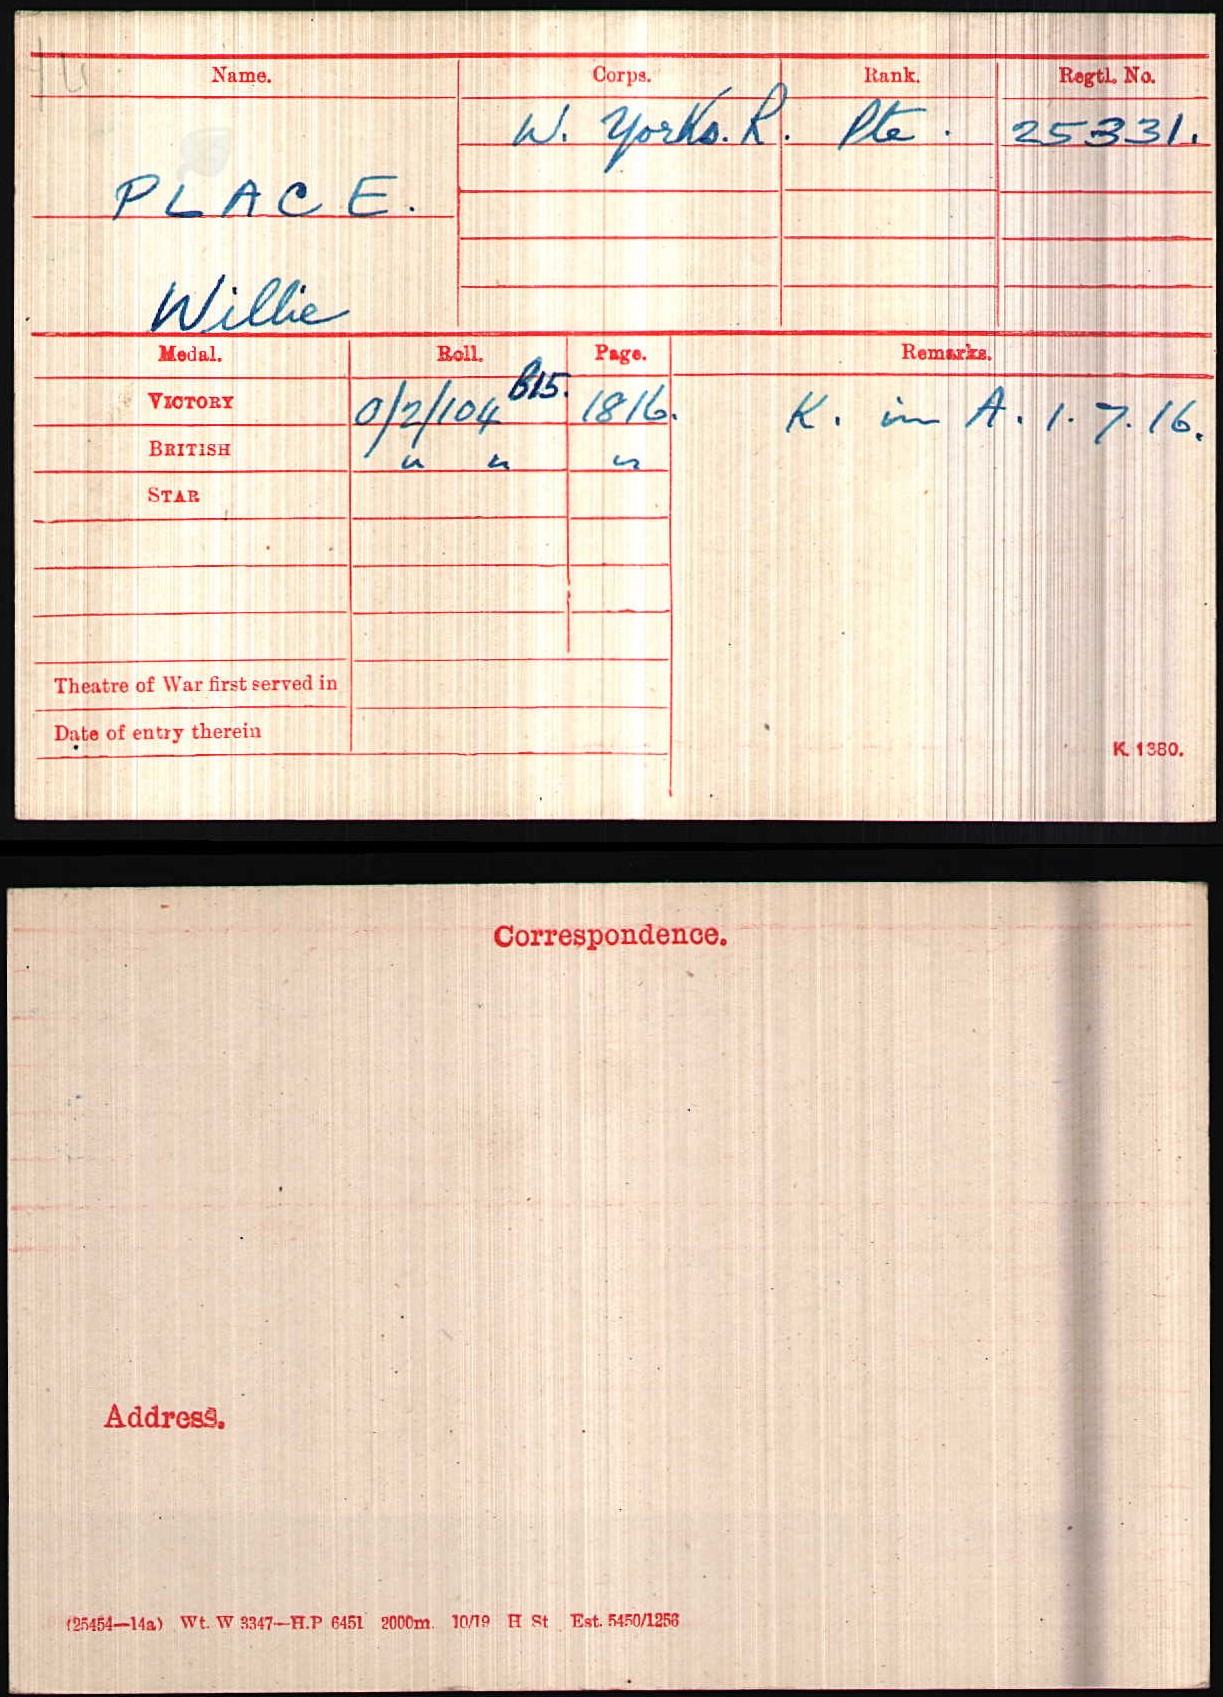 Name. Corps. Rank. Regtl. No.
W. Yorks. R. Pte. 25331.
PLACE.
Willie
Medal. Roll. Page. Remarks.
VICTORY O/2/104 B15. 1816. K. in A. 1.7.16.
BRITISH " " "
STAR
Theatre of War first served in
Date of entry therein
K. 1380.
Correspondence.
Address.
(25454—14a) Wt. W 3347—H.P 6451 2000m. 10/19 H St Est. 5450/1256